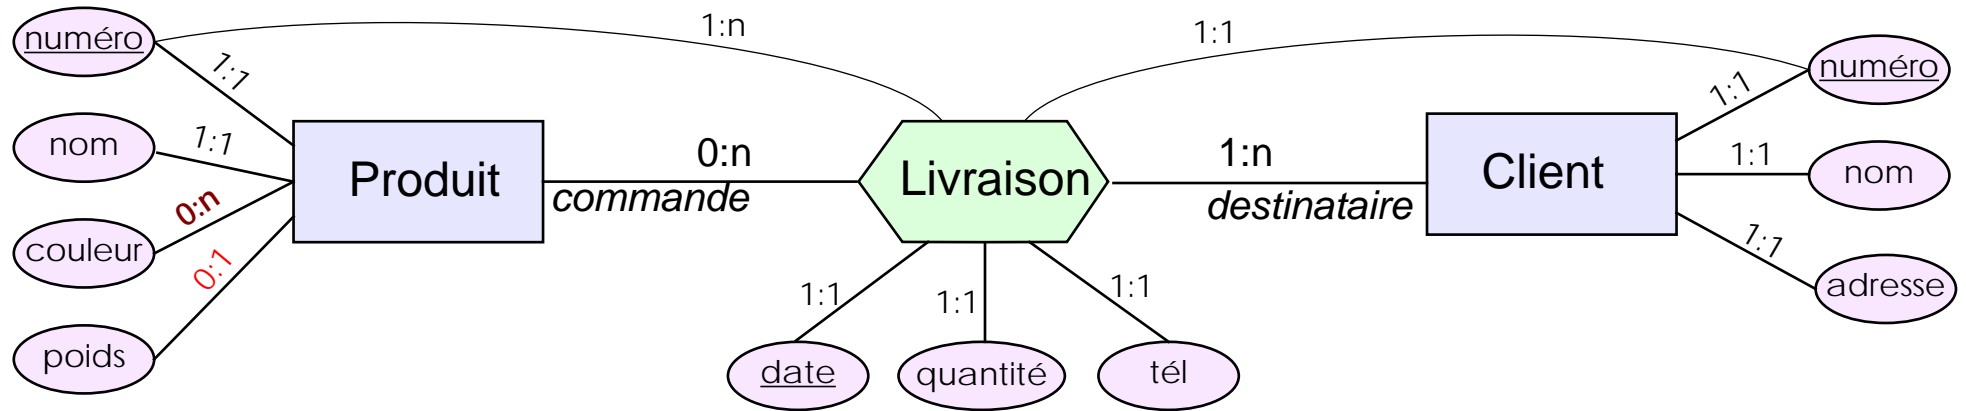 numéro
1:1
1:n
1:1
1:1
numéro
nom
1:1
Produit
0:n
commande
Livraison
1:n
destinataire
Client
1:1
nom
couleur
0:n
0:1
1:1
adresse
poids
1:1
1:1
1:1
date
quantité
tél